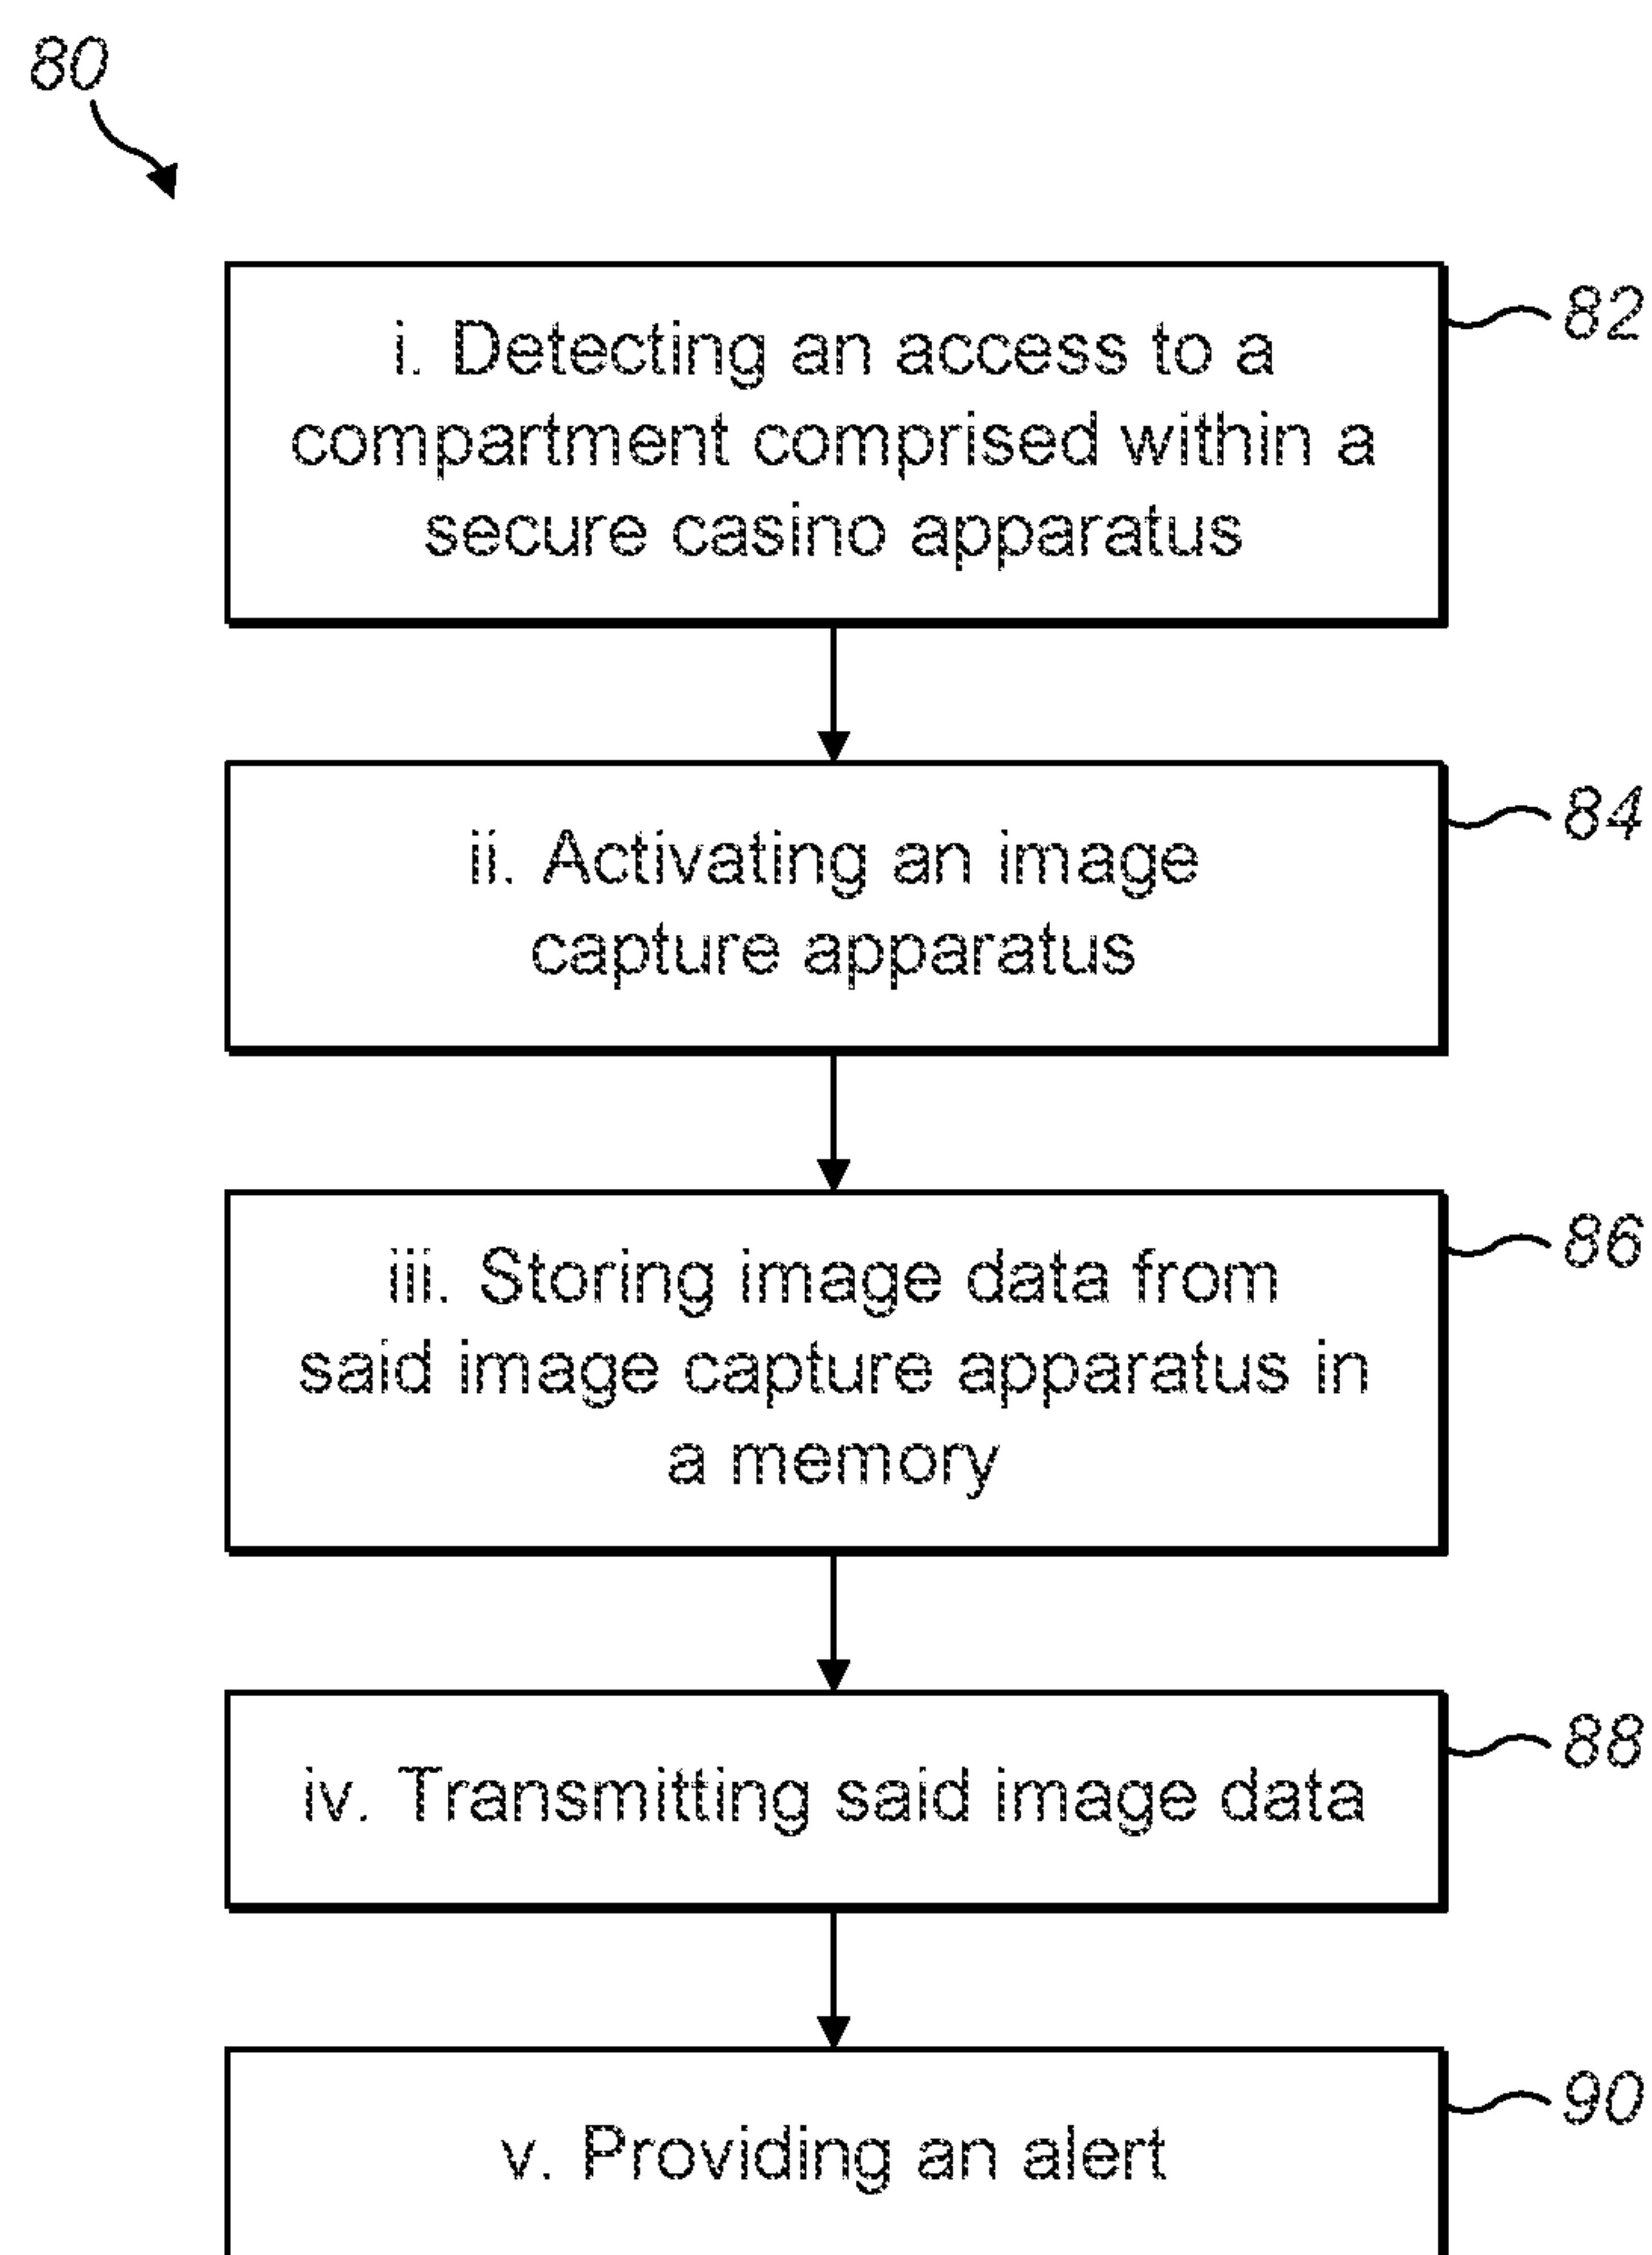 80
i. Detecting an access to a
compartment comprised within a
secure casino apparatus
82
ii. Activating an image
capture apparatus
84
iii. Storing image data from
said image capture apparatus in
a memory
86
iv. Transmitting said image data
88
v. Providing an alert
90